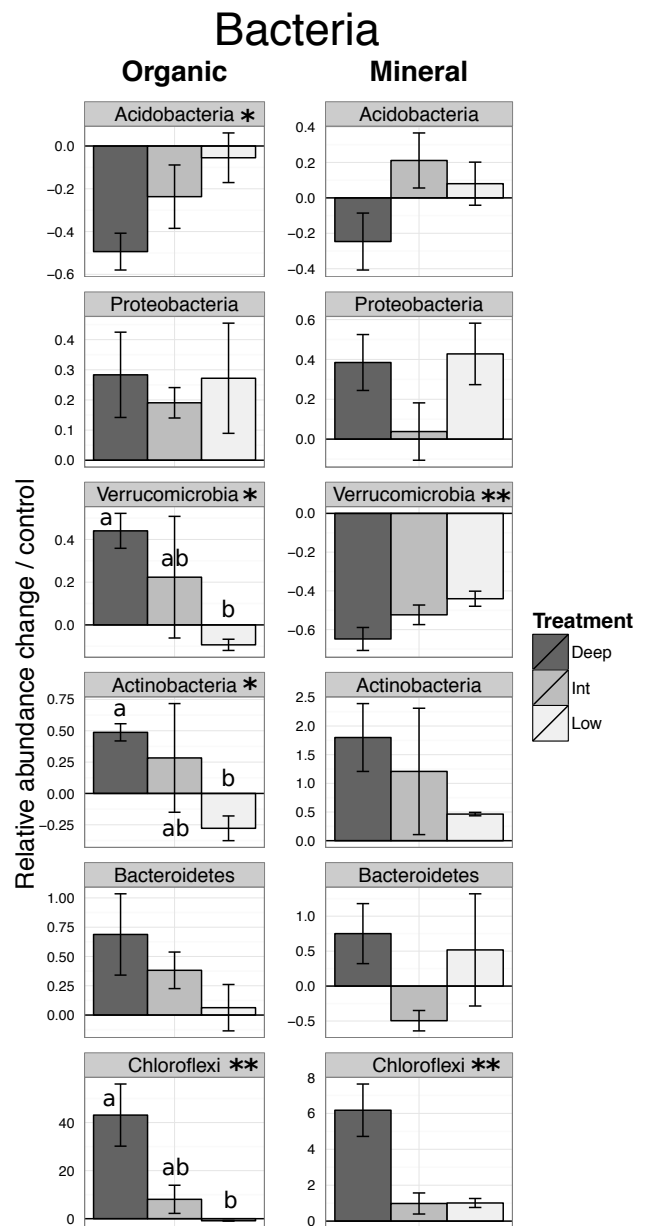 Bacteria
Organic Mineral
Relative abundance change / control
Acidobacteria *
0.0
−0.2
−0.4
−0.6
Acidobacteria
0.4
0.2
0.0
−0.2
−0.4
Proteobacteria
0.4
0.3
0.2
0.1
0.0
Proteobacteria
0.6
0.4
0.2
0.0
Verrucomicrobia *
0.4
0.2
0.0
a
ab
b
Verrucomicrobia **
0.0
−0.2
−0.4
−0.6
Actinobacteria *
0.75
0.50
0.25
0.00
−0.25
a
ab
b
Actinobacteria
2.5
2.0
1.5
1.0
0.5
0.0
Bacteroidetes
1.00
0.75
0.50
0.25
0.00
Bacteroidetes
1.0
0.5
0.0
−0.5
Chloroflexi **
40
20
0
a
ab
b
Chloroflexi **
8
6
4
2
0
Treatment
Deep
Int
Low